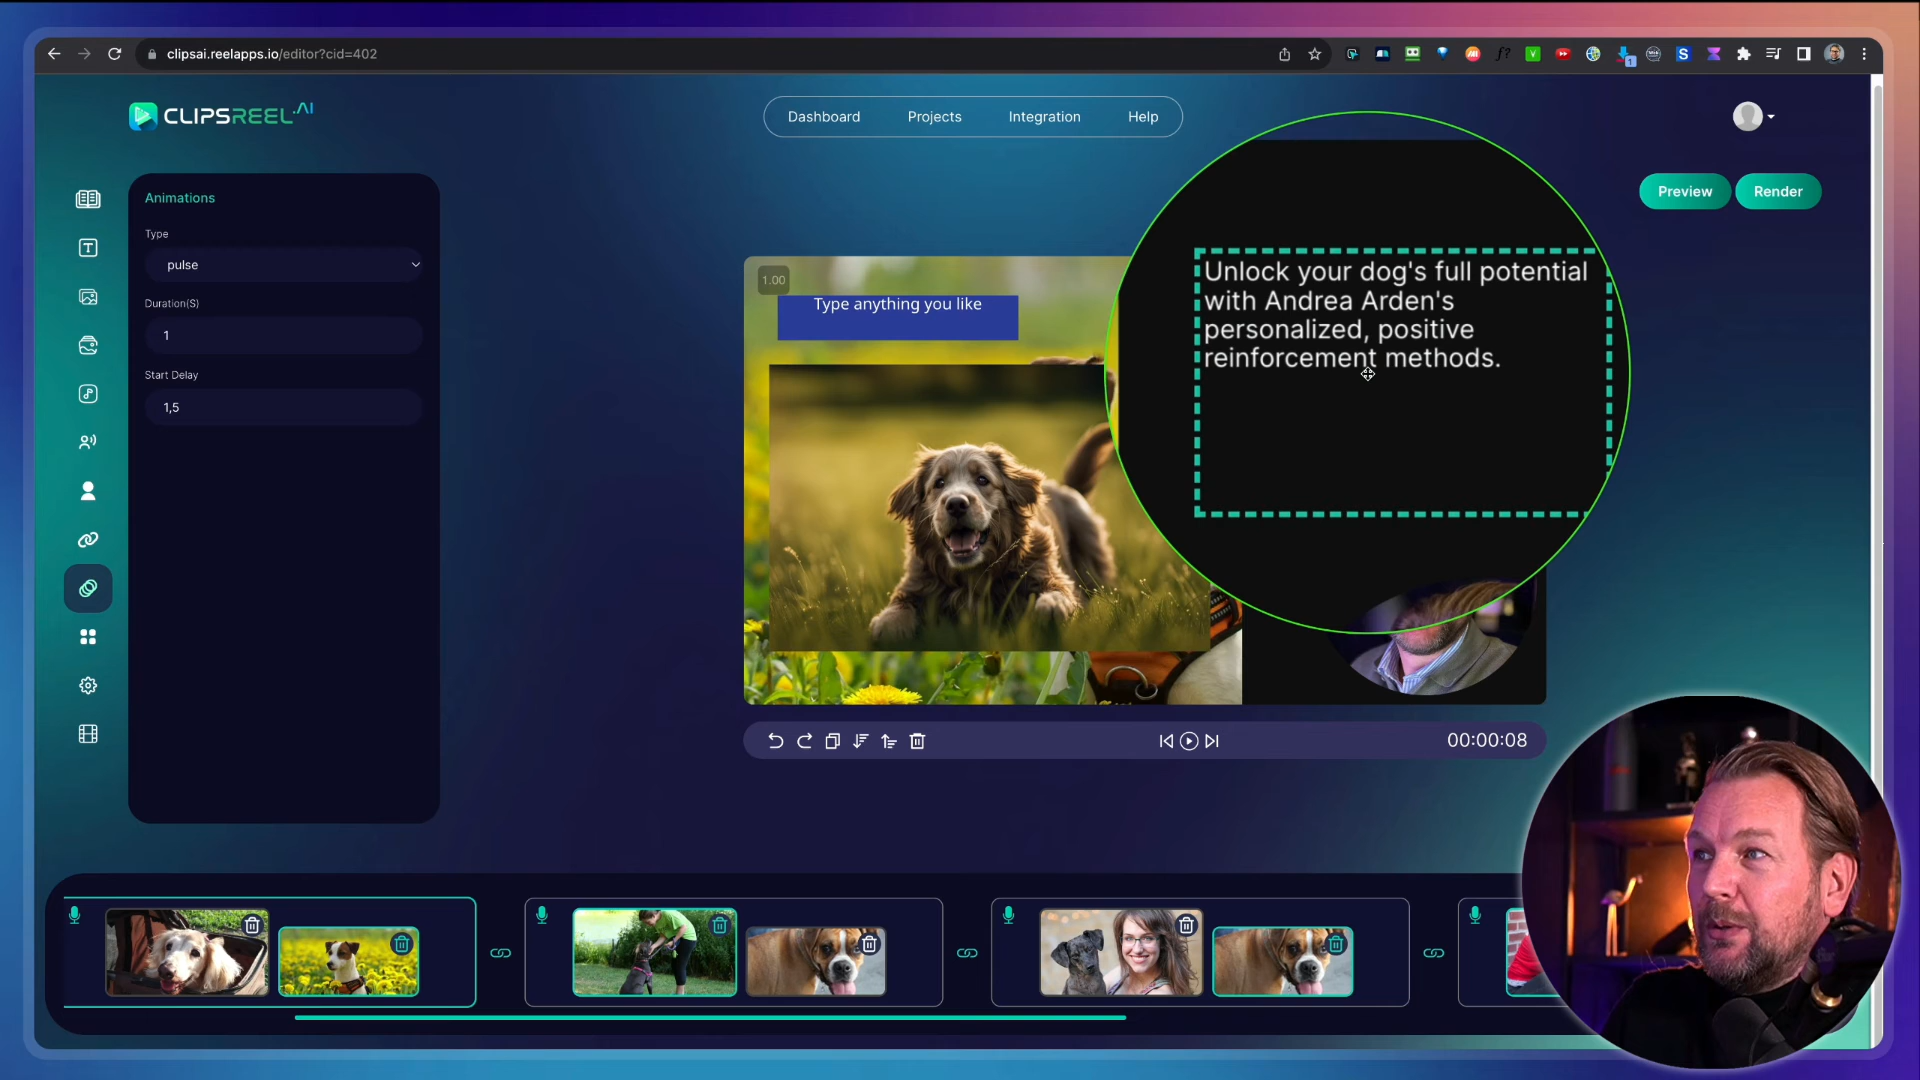 clipsai.reelapps.io/editor?cid=402
CLIPSREEL.AI
Dashboard
Projects
Integration
Help
Preview
Render
Animations
Type
pulse
Duration(S)
1
Start Delay
1,5
1.00
Type anything you like
Unlock your dog's full potential
with Andrea Arden's
personalized, positive
reinforcement methods.
00:00:08